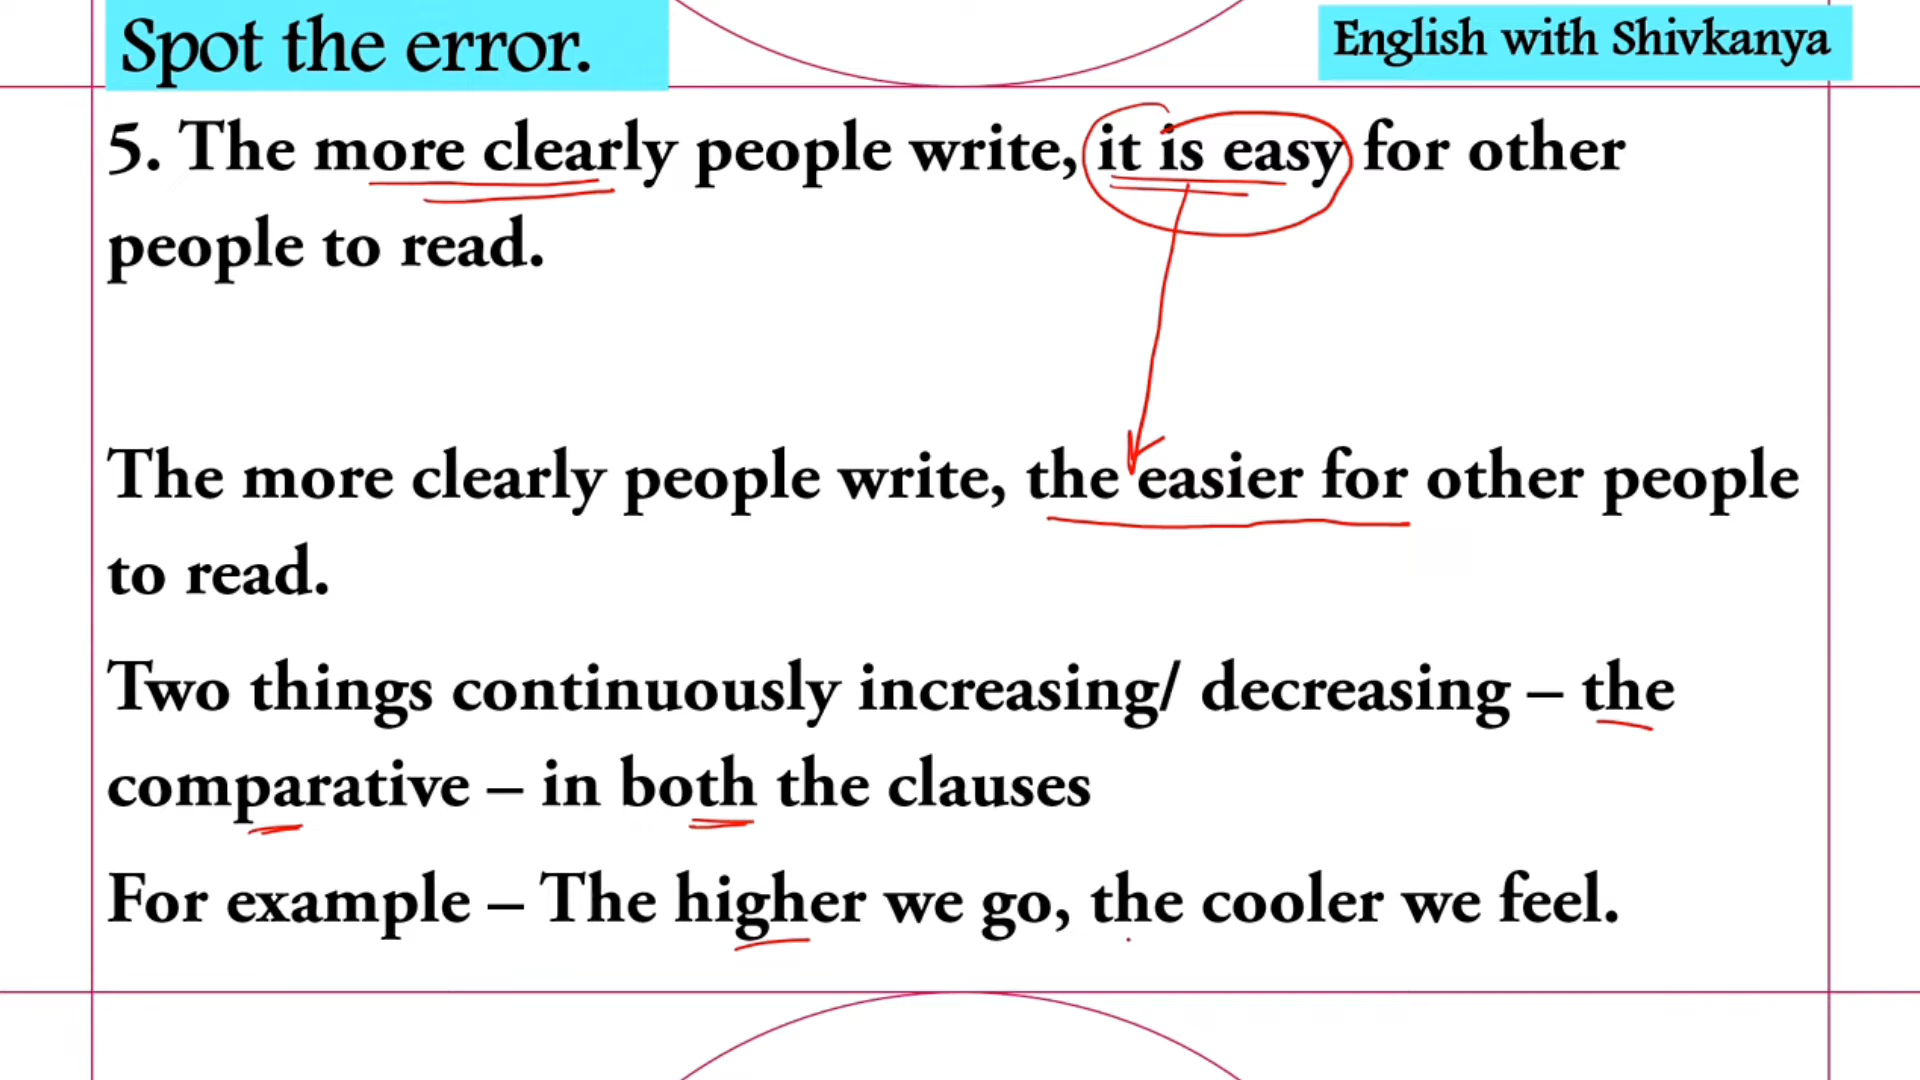 Spot the error.
English with Shivkanya
5. The more clearly people write, it is easy for other
people to read.
The more clearly people write, the easier for other people
to read.
Two things continuously increasing/ decreasing – the
comparative – in both the clauses
For example – The higher we go, the cooler we feel.